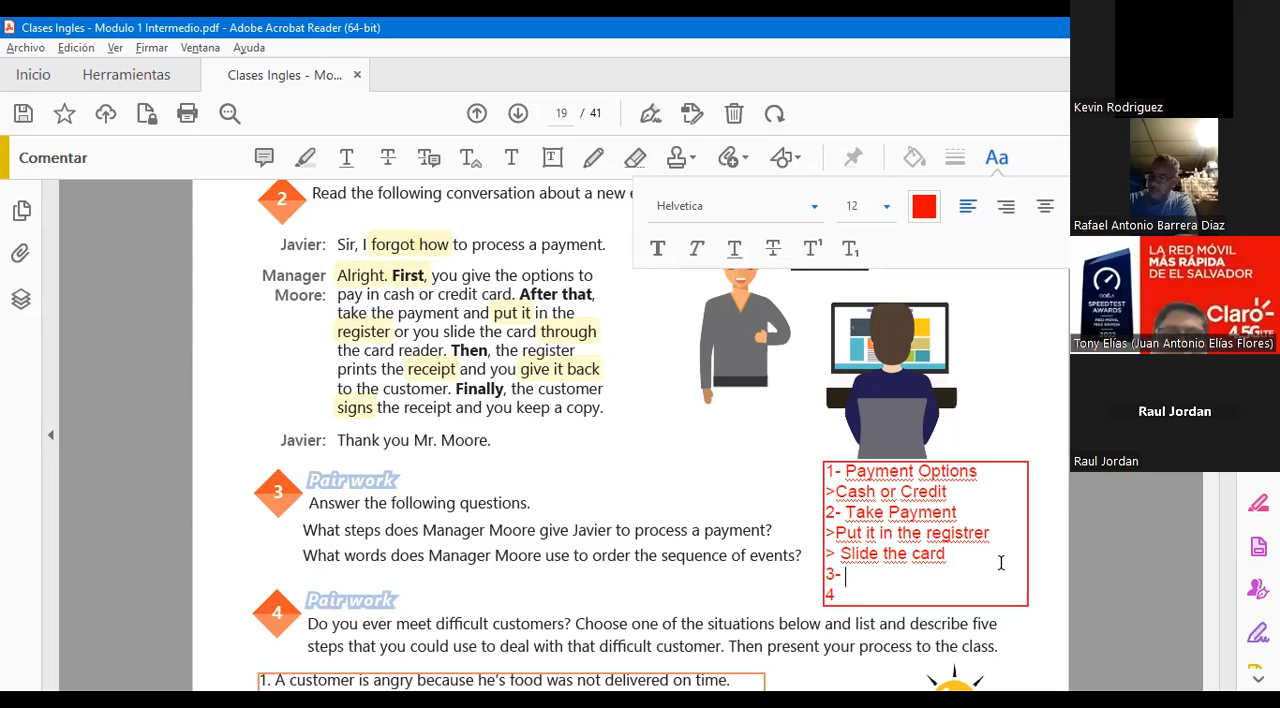 Clases Ingles - Modulo 1 Intermedio.pdf - Adobe Acrobat Reader (64-bit)
Archivo Edición Ver Firmar Ventana Ayuda
Inicio Herramientas Clases Ingles - Mo... ×
19 / 41
Comentar
Aa
Helvetica 12
T T T T T¹ T₁
2 Read the following conversation about a new e
Javier: Sir, I forgot how to process a payment.
Manager Moore: Alright. First, you give the options to
pay in cash or credit card. After that,
take the payment and put it in the
register or you slide the card through
the card reader. Then, the register
prints the receipt and you give it back
to the customer. Finally, the customer
signs the receipt and you keep a copy.
Javier: Thank you Mr. Moore.
3 Pair work
Answer the following questions.
What steps does Manager Moore give Javier to process a payment?
What words does Manager Moore use to order the sequence of events?
1- Payment Options
>Cash or Credit
2- Take Payment
>Put it in the registrer
> Slide the card
3-
4
4 Pair work
Do you ever meet difficult customers? Choose one of the situations below and list and describe five
steps that you could use to deal with that difficult customer. Then present your process to the class.
1. A customer is angry because he's food was not delivered on time.
Kevin Rodriguez
Rafael Antonio Barrera Diaz
LA RED MÓVIL
MÁS RÁPIDA
DE EL SALVADOR
SPEEDTEST
AWARDS
Claro
4.5G LTE
Tony Elías (Juan Antonio Elías Flores)
Raul Jordan
Raul Jordan